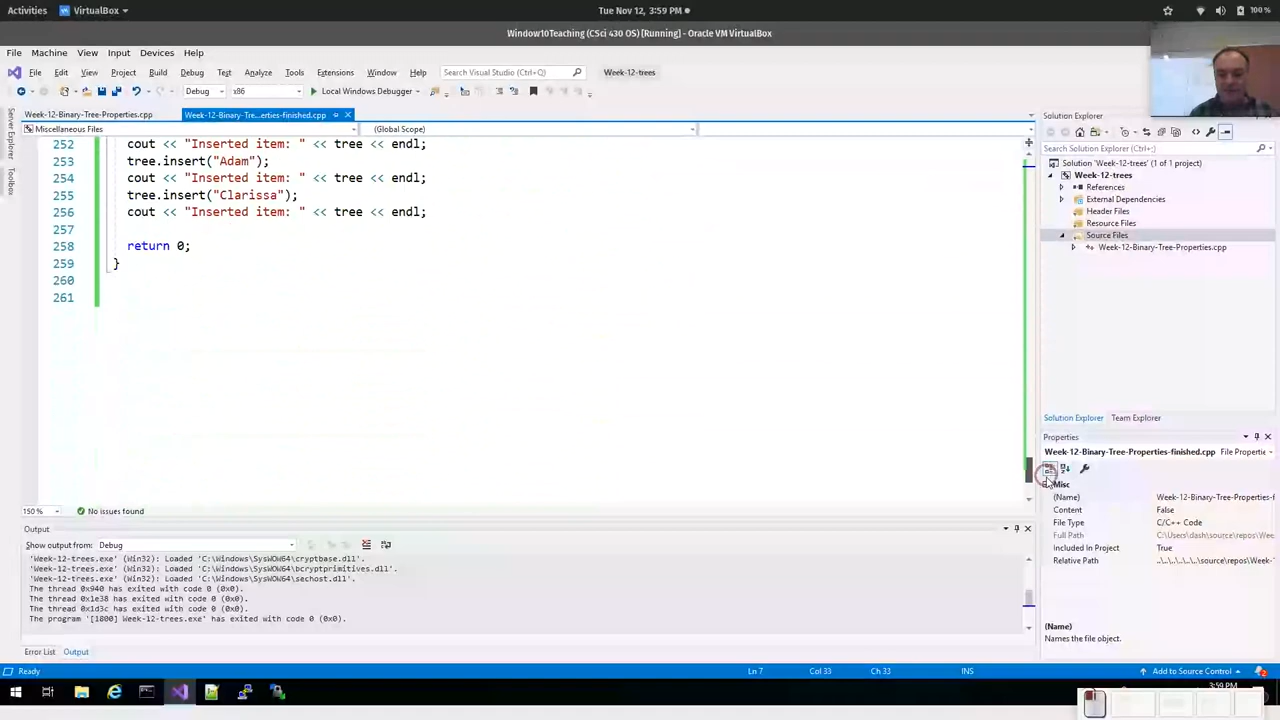 Activities VirtualBox Tue Nov 12, 3:59 PM 100 %
Window10Teaching (CSci 430 OS) [Running] - Oracle VM VirtualBox
File Machine View Input Devices Help
File Edit View Project Build Debug Test Analyze Tools Extensions Window Help Search Visual Studio (Ctrl+Q) Week-12-trees
Debug x86 Local Windows Debugger
Server Explorer
Toolbox
Week-12-Binary-Tree-Properties.cpp Week-12-Binary-Tre...erties-finished.cpp
Miscellaneous Files (Global Scope)
252 cout << "Inserted item: " << tree << endl;
253 tree.insert("Adam");
254 cout << "Inserted item: " << tree << endl;
255 tree.insert("Clarissa");
256 cout << "Inserted item: " << tree << endl;
257
258 return 0;
259 }
260
261
150 % No issues found
Output
Show output from: Debug
'Week-12-trees.exe' (Win32): Loaded 'C:\Windows\SysWOW64\cryptbase.dll'.
'Week-12-trees.exe' (Win32): Loaded 'C:\Windows\SysWOW64\bcryptprimitives.dll'.
'Week-12-trees.exe' (Win32): Loaded 'C:\Windows\SysWOW64\sechost.dll'.
The thread 0x940 has exited with code 0 (0x0).
The thread 0x1e38 has exited with code 0 (0x0).
The thread 0x1d3c has exited with code 0 (0x0).
The program '[1800] Week-12-trees.exe' has exited with code 0 (0x0).
Error List Output
Solution Explorer
Search Solution Explorer (Ctrl+;)
Solution 'Week-12-trees' (1 of 1 project)
Week-12-trees
References
External Dependencies
Header Files
Resource Files
Source Files
Week-12-Binary-Tree-Properties.cpp
Solution Explorer Team Explorer
Properties
Week-12-Binary-Tree-Properties-finished.cpp File Properties
Misc
(Name) Week-12-Binary-Tree-Properties-f
Content False
File Type C/C++ Code
Full Path C:\Users\dash\source\repos\Wee
Included In Project True
Relative Path ..\..\..\..\..\source\repos\Week-
(Name)
Names the file object.
Ready Ln 7 Col 33 Ch 33 INS Add to Source Control 2
3:59 PM